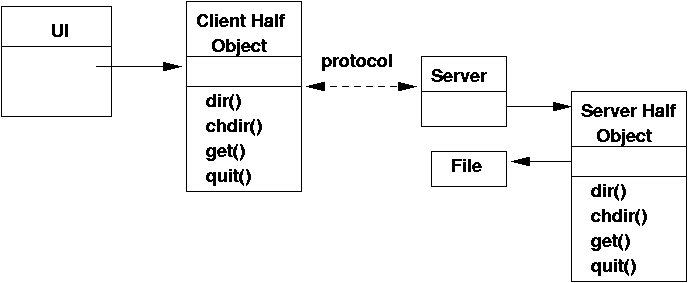 UI
Client Half
Object
dir()
chdir()
get()
quit()
protocol
Server
File
Server Half
Object
dir()
chdir()
get()
quit()